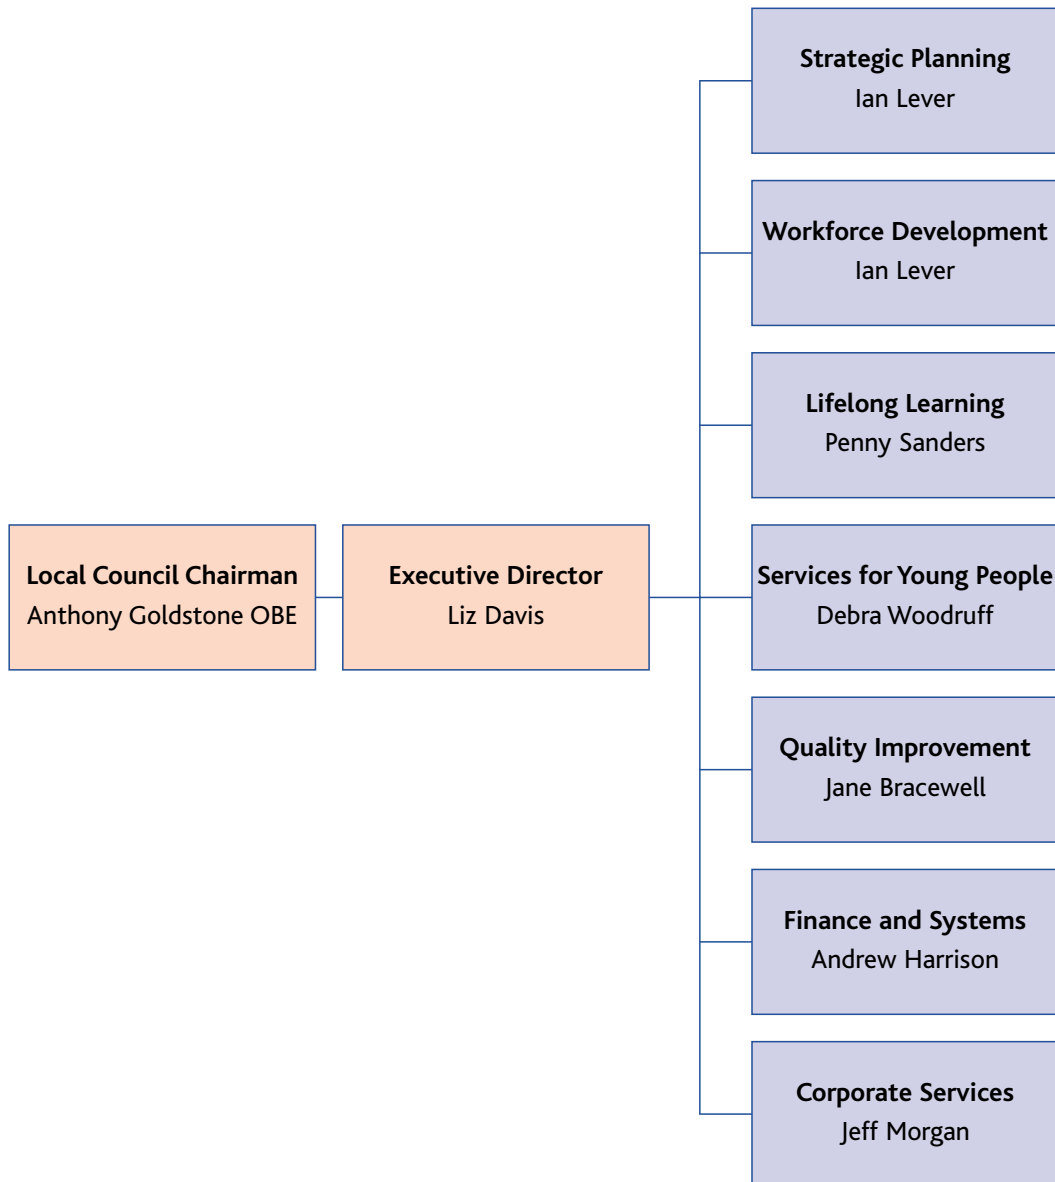 Strategic Planning
Ian Lever
Workforce Development
Ian Lever
Lifelong Learning
Penny Sanders
Local Council Chairman
Anthony Goldstone OBE
Executive Director
Liz Davis
Services for Young People
Debra Woodruff
Quality Improvement
Jane Bracewell
Finance and Systems
Andrew Harrison
Corporate Services
Jeff Morgan